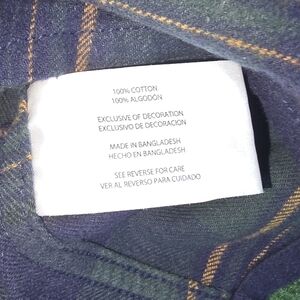 100% COTTON
100% ALGODÓN
EXCLUSIVE OF DECORATION
EXCLUSIVO DE DECORACIÓN
MADE IN BANGLADESH
HECHO EN BANGLADESH
SEE REVERSE FOR CARE
VER AL REVERSO PARA CUIDADO